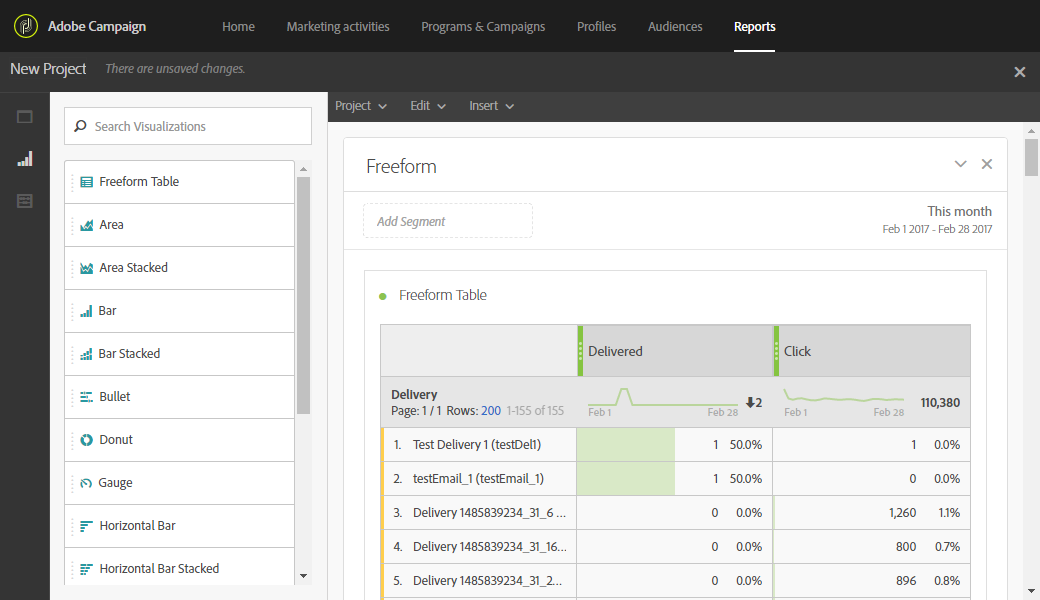 Adobe Campaign
Home Marketing activities Programs & Campaigns Profiles Audiences Reports
New Project There are unsaved changes.
Search Visualizations
Freeform Table
Area
Area Stacked
Bar
Bar Stacked
Bullet
Donut
Gauge
Horizontal Bar
Horizontal Bar Stacked
Project Edit Insert
Freeform
Add Segment
This month
Feb 1 2017 - Feb 28 2017
Freeform Table
Delivered Click
Delivery
Page: 1 / 1 Rows: 200 1-155 of 155
Feb 1 Feb 28 2 Feb 1 Feb 28 110,380
1. Test Delivery 1 (testDel1) 1 50.0% 1 0.0%
2. testEmail_1 (testEmail_1) 1 50.0% 0 0.0%
3. Delivery 1485839234_31_6 ... 0 0.0% 1,260 1.1%
4. Delivery 1485839234_31_16... 0 0.0% 800 0.7%
5. Delivery 1485839234_31_2... 0 0.0% 896 0.8%